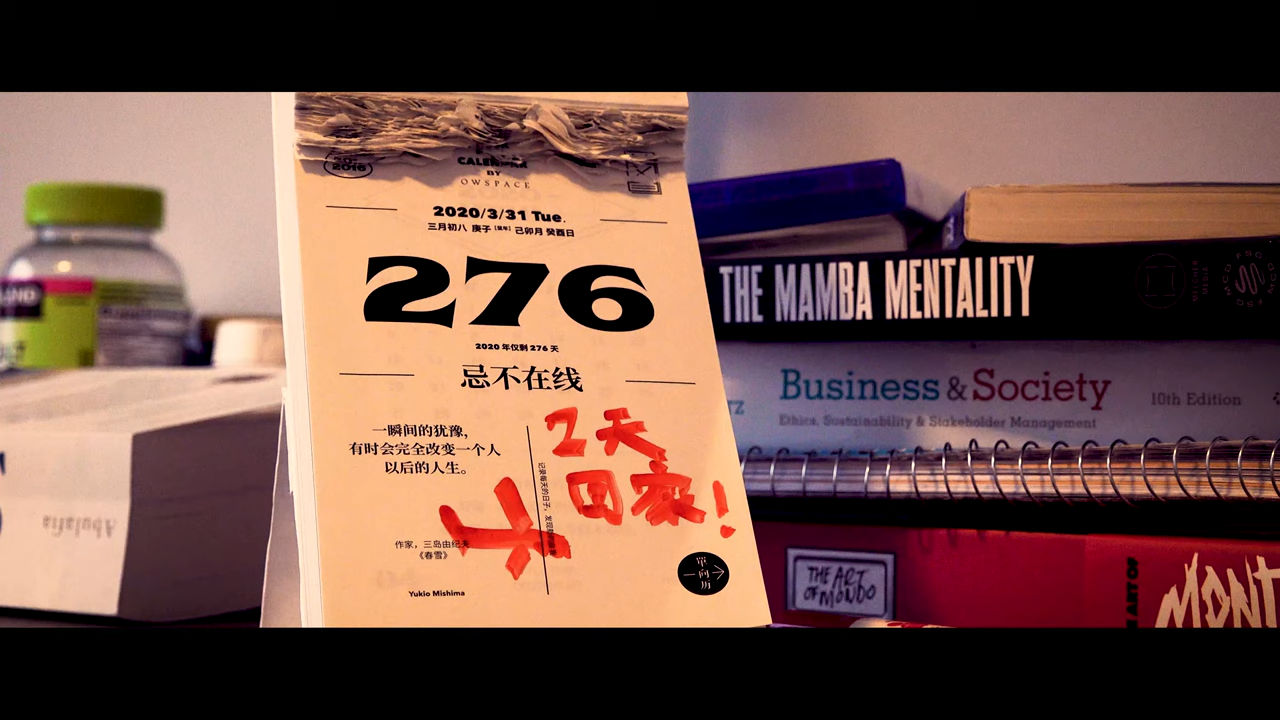 CALENDAR
BY
OWSPACE
2020/3/31 Tue.
三月初八 庚子【鼠年】己卯月 癸酉日
276
2020 年仅剩 276 天
忌不在线
一瞬间的犹豫，
有时会完全改变一个人
以后的人生。
作家，三岛由纪夫
《春雪》
Yukio Mishima
2天
回家！
THE MAMBA MENTALITY
Business & Society
10th Edition
Ethics, Sustainability & Stakeholder Management
THE ART
OF MONDO
Abulafia